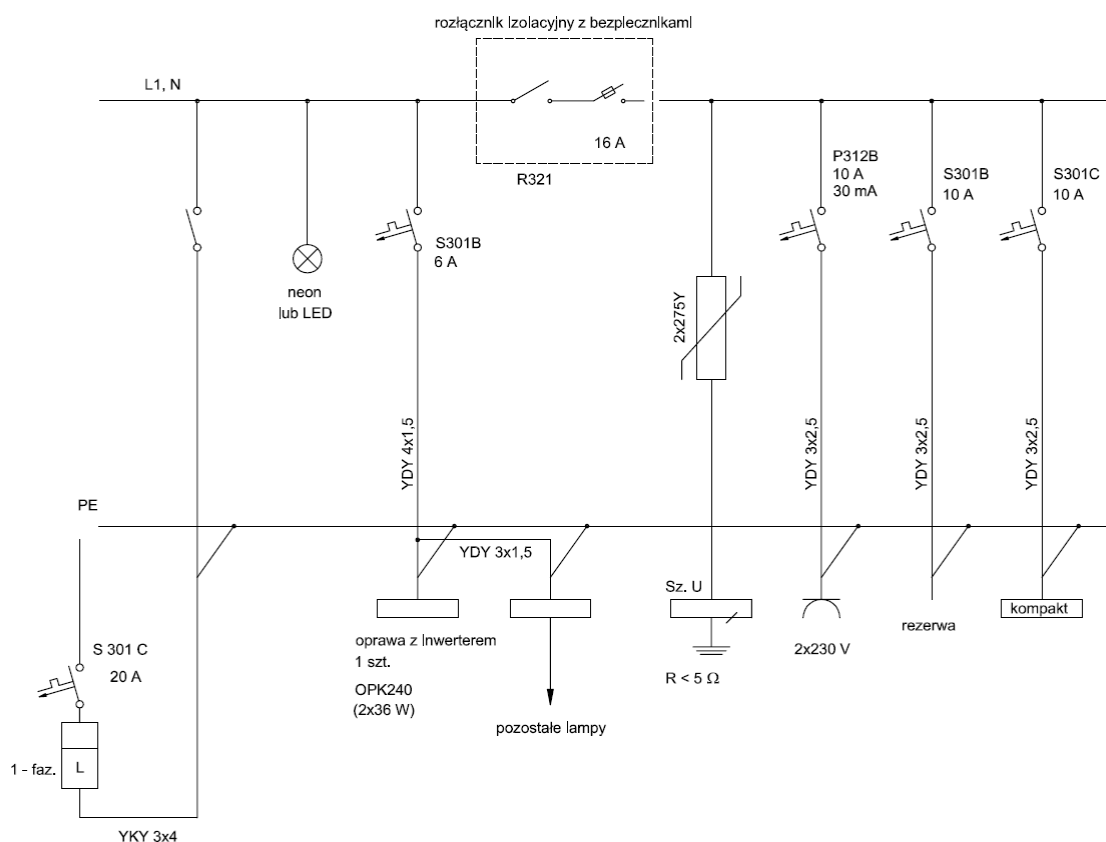 rozłącznik Izolacyjny z bezpiecznikami
L1, N
16 A
R321
P312B
10 A
30 mA
S301B
10 A
S301C
10 A
S301B
6 A
neon
lub LED
2x275Y
YDY 4x1,5
YDY 3x2,5
YDY 3x2,5
YDY 3x2,5
PE
YDY 3x1,5
Sz. U
kompakt
oprawa z Inwerterem
1 szt.
OPK240
(2x36 W)
rezerwa
2x230 V
R < 5 Ω
pozostałe lampy
S 301 C
20 A
1 - faz.
L
YKY 3x4